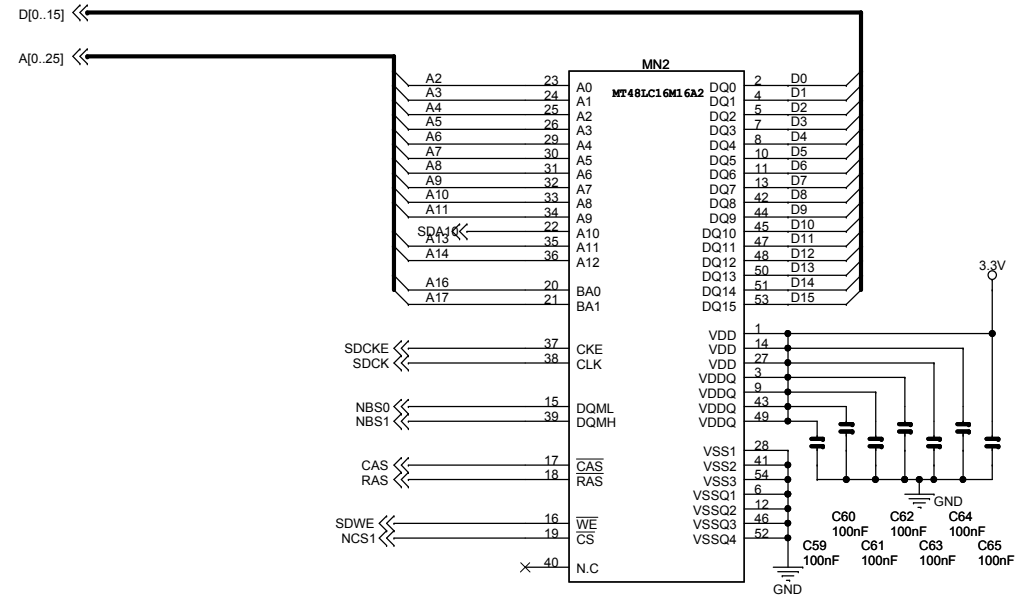 D[0..15]
A[0..25]
MN2
MT48LC16M16A2
A2 23 A0 DQ0 2 D0
A3 24 A1 DQ1 4 D1
A4 25 A2 DQ2 5 D2
A5 26 A3 DQ3 7 D3
A6 29 A4 DQ4 8 D4
A7 30 A5 DQ5 10 D5
A8 31 A6 DQ6 11 D6
A9 32 A7 DQ7 13 D7
A10 33 A8 DQ8 42 D8
A11 34 A9 DQ9 44 D9
SDA10 22 A10 DQ10 45 D10
A13 35 A11 DQ11 47 D11
A14 36 A12 DQ12 48 D12
DQ13 50 D13
A16 20 BA0 DQ14 51 D14
A17 21 BA1 DQ15 53 D15
3.3V
VDD 1
SDCKE 37 CKE VDD 14
SDCK 38 CLK VDD 27
VDDQ 3
VDDQ 9
NBS0 15 DQML VDDQ 43
NBS1 39 DQMH VDDQ 49
VSS1 28
CAS 17 CAS VSS2 41
RAS 18 RAS VSS3 54
VSSQ1 6
VSSQ2 12
SDWE 16 WE VSSQ3 46
NCS1 19 CS VSSQ4 52
40 N.C
GND
GND
C60 C62 C64
100nF 100nF 100nF
C59 C61 C63 C65
100nF 100nF 100nF 100nF